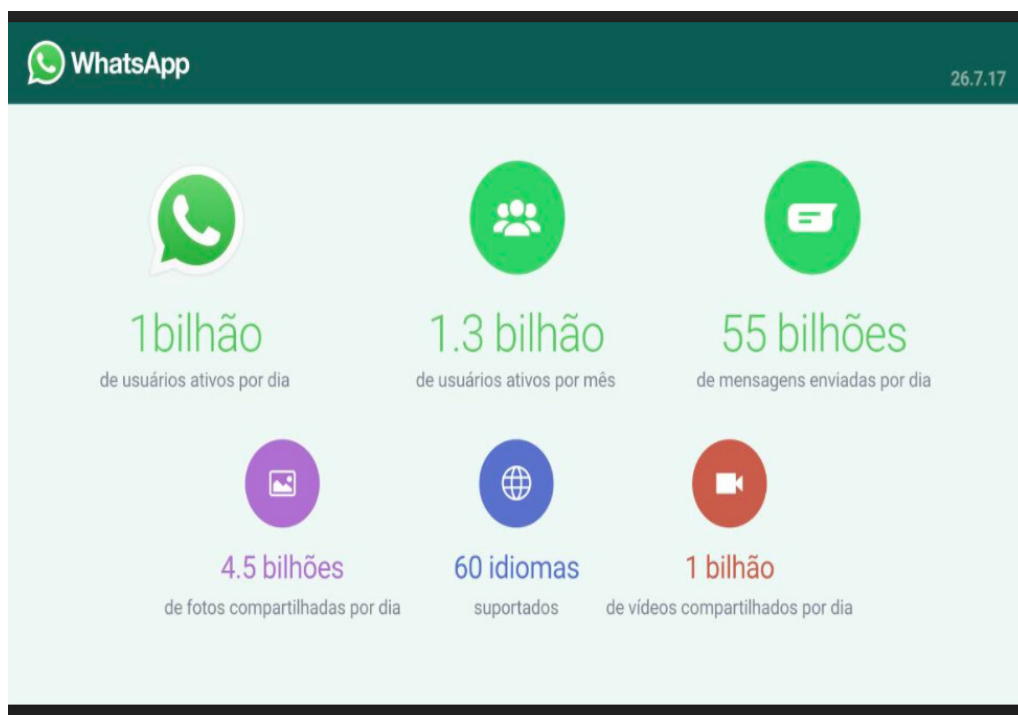 WhatsApp
26.7.17
1bilhão
de usuários ativos por dia
1.3 bilhão
de usuários ativos por mês
55 bilhões
de mensagens enviadas por dia
4.5 bilhões
de fotos compartilhadas por dia
60 idiomas
suportados
1 bilhão
de vídeos compartilhados por dia